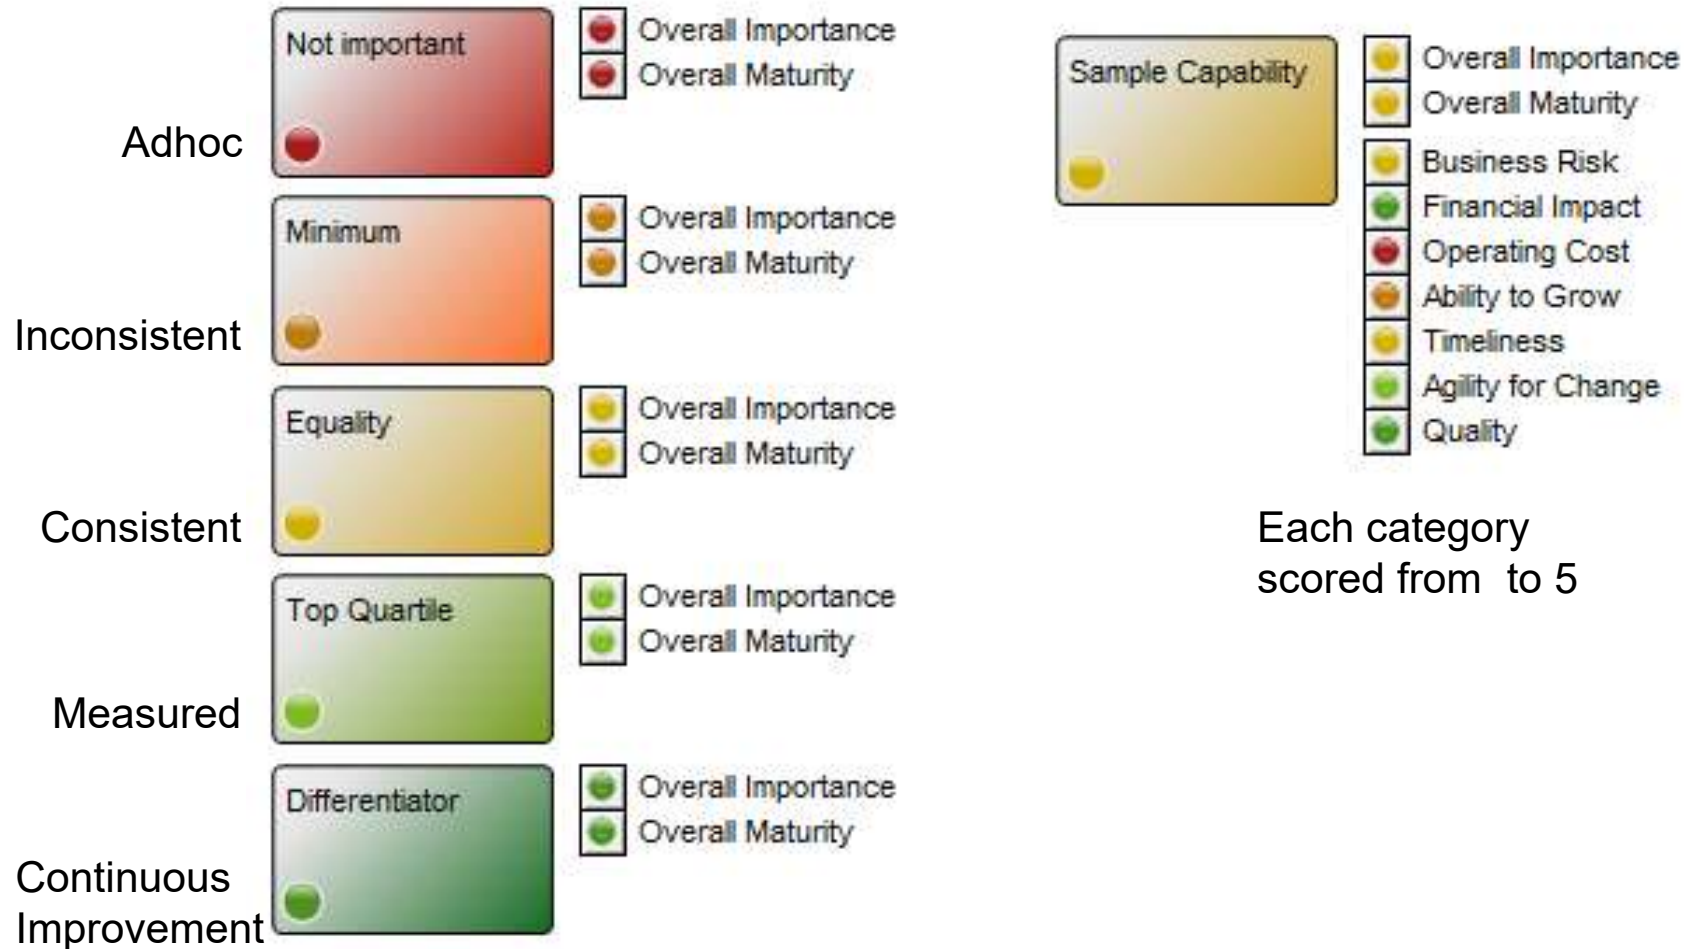 Not important
Overall Importance
Overall Maturity
Adhoc
Minimum
Overall Importance
Overall Maturity
Inconsistent
Equality
Overall Importance
Overall Maturity
Consistent
Top Quartile
Overall Importance
Overall Maturity
Measured
Differentiator
Overall Importance
Overall Maturity
Continuous
Improvement
Sample Capability
Overall Importance
Overall Maturity
Business Risk
Financial Impact
Operating Cost
Ability to Grow
Timeliness
Agility for Change
Quality
Each category
scored from  to 5